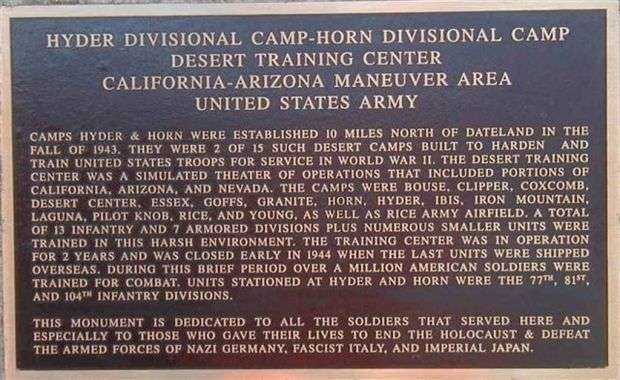 HYDER DIVISIONAL CAMP-HORN DIVISIONAL CAMP
DESERT TRAINING CENTER
CALIFORNIA-ARIZONA MANEUVER AREA
UNITED STATES ARMY
CAMPS HYDER & HORN WERE ESTABLISHED 10 MILES NORTH OF DATELAND IN THE
FALL OF 1943. THEY WERE 2 OF 15 SUCH DESERT CAMPS BUILT TO HARDEN AND
TRAIN UNITED STATES TROOPS FOR SERVICE IN WORLD WAR II. THE DESERT TRAINING
CENTER WAS A SIMULATED THEATER OF OPERATIONS THAT INCLUDED PORTIONS OF
CALIFORNIA, ARIZONA, AND NEVADA. THE CAMPS WERE BOUSE, CLIPPER, COXCOMB,
DESERT CENTER, ESSEX, GOFFS, GRANITE, HORN, HYDER, IBIS, IRON MOUNTAIN,
LAGUNA, PILOT KNOB, RICE, AND YOUNG, AS WELL AS RICE ARMY AIRFIELD. A TOTAL
OF 13 INFANTRY AND 7 ARMORED DIVISIONS PLUS NUMEROUS SMALLER UNITS WERE
TRAINED IN THIS HARSH ENVIRONMENT. THE TRAINING CENTER WAS IN OPERATION
FOR 2 YEARS AND WAS CLOSED EARLY IN 1944 WHEN THE LAST UNITS WERE SHIPPED
OVERSEAS. DURING THIS BRIEF PERIOD OVER A MILLION AMERICAN SOLDIERS WERE
TRAINED FOR COMBAT. UNITS STATIONED AT HYDER AND HORN WERE THE 77TH, 81ST,
AND 104TH INFANTRY DIVISIONS.
THIS MONUMENT IS DEDICATED TO ALL THE SOLDIERS THAT SERVED HERE AND
ESPECIALLY TO THOSE WHO GAVE THEIR LIVES TO END THE HOLOCAUST & DEFEAT
THE ARMED FORCES OF NAZI GERMANY, FASCIST ITALY, AND IMPERIAL JAPAN.